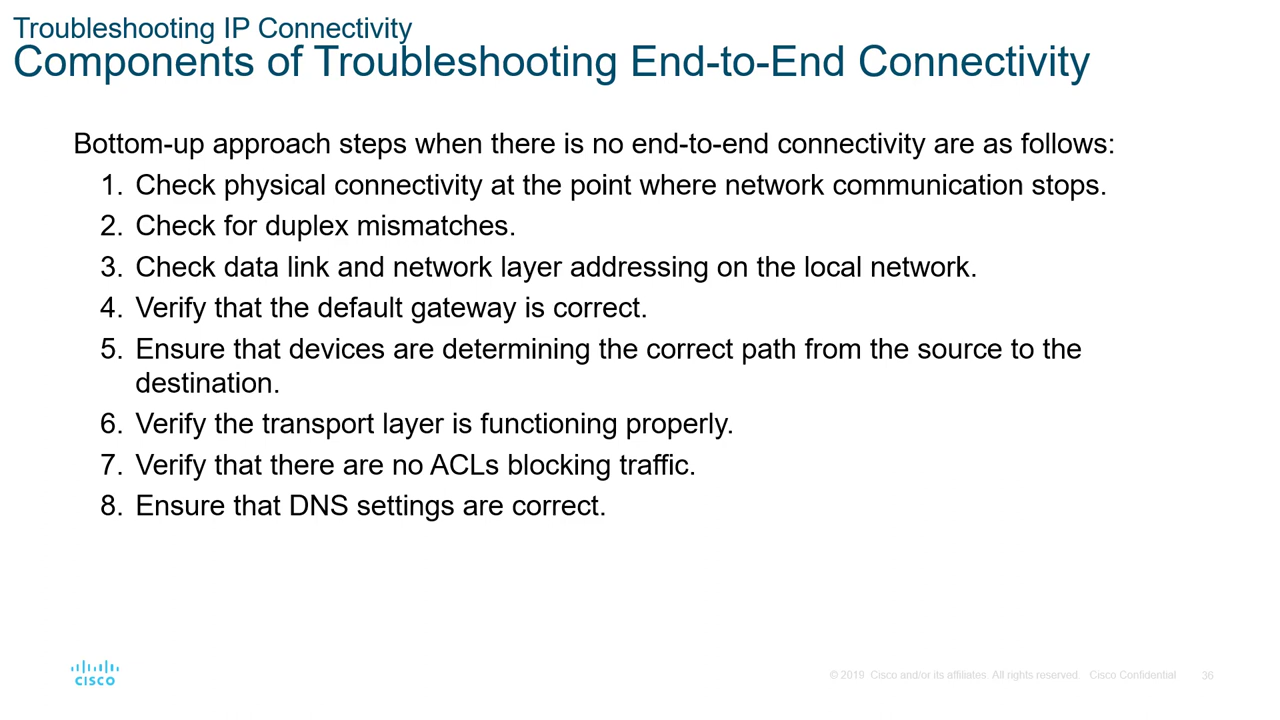 Troubleshooting IP Connectivity
Components of Troubleshooting End-to-End Connectivity
Bottom-up approach steps when there is no end-to-end connectivity are as follows:
1. Check physical connectivity at the point where network communication stops.
2. Check for duplex mismatches.
3. Check data link and network layer addressing on the local network.
4. Verify that the default gateway is correct.
5. Ensure that devices are determining the correct path from the source to the
destination.
6. Verify the transport layer is functioning properly.
7. Verify that there are no ACLs blocking traffic.
8. Ensure that DNS settings are correct.
CISCO
© 2019 Cisco and/or its affiliates. All rights reserved. Cisco Confidential 36